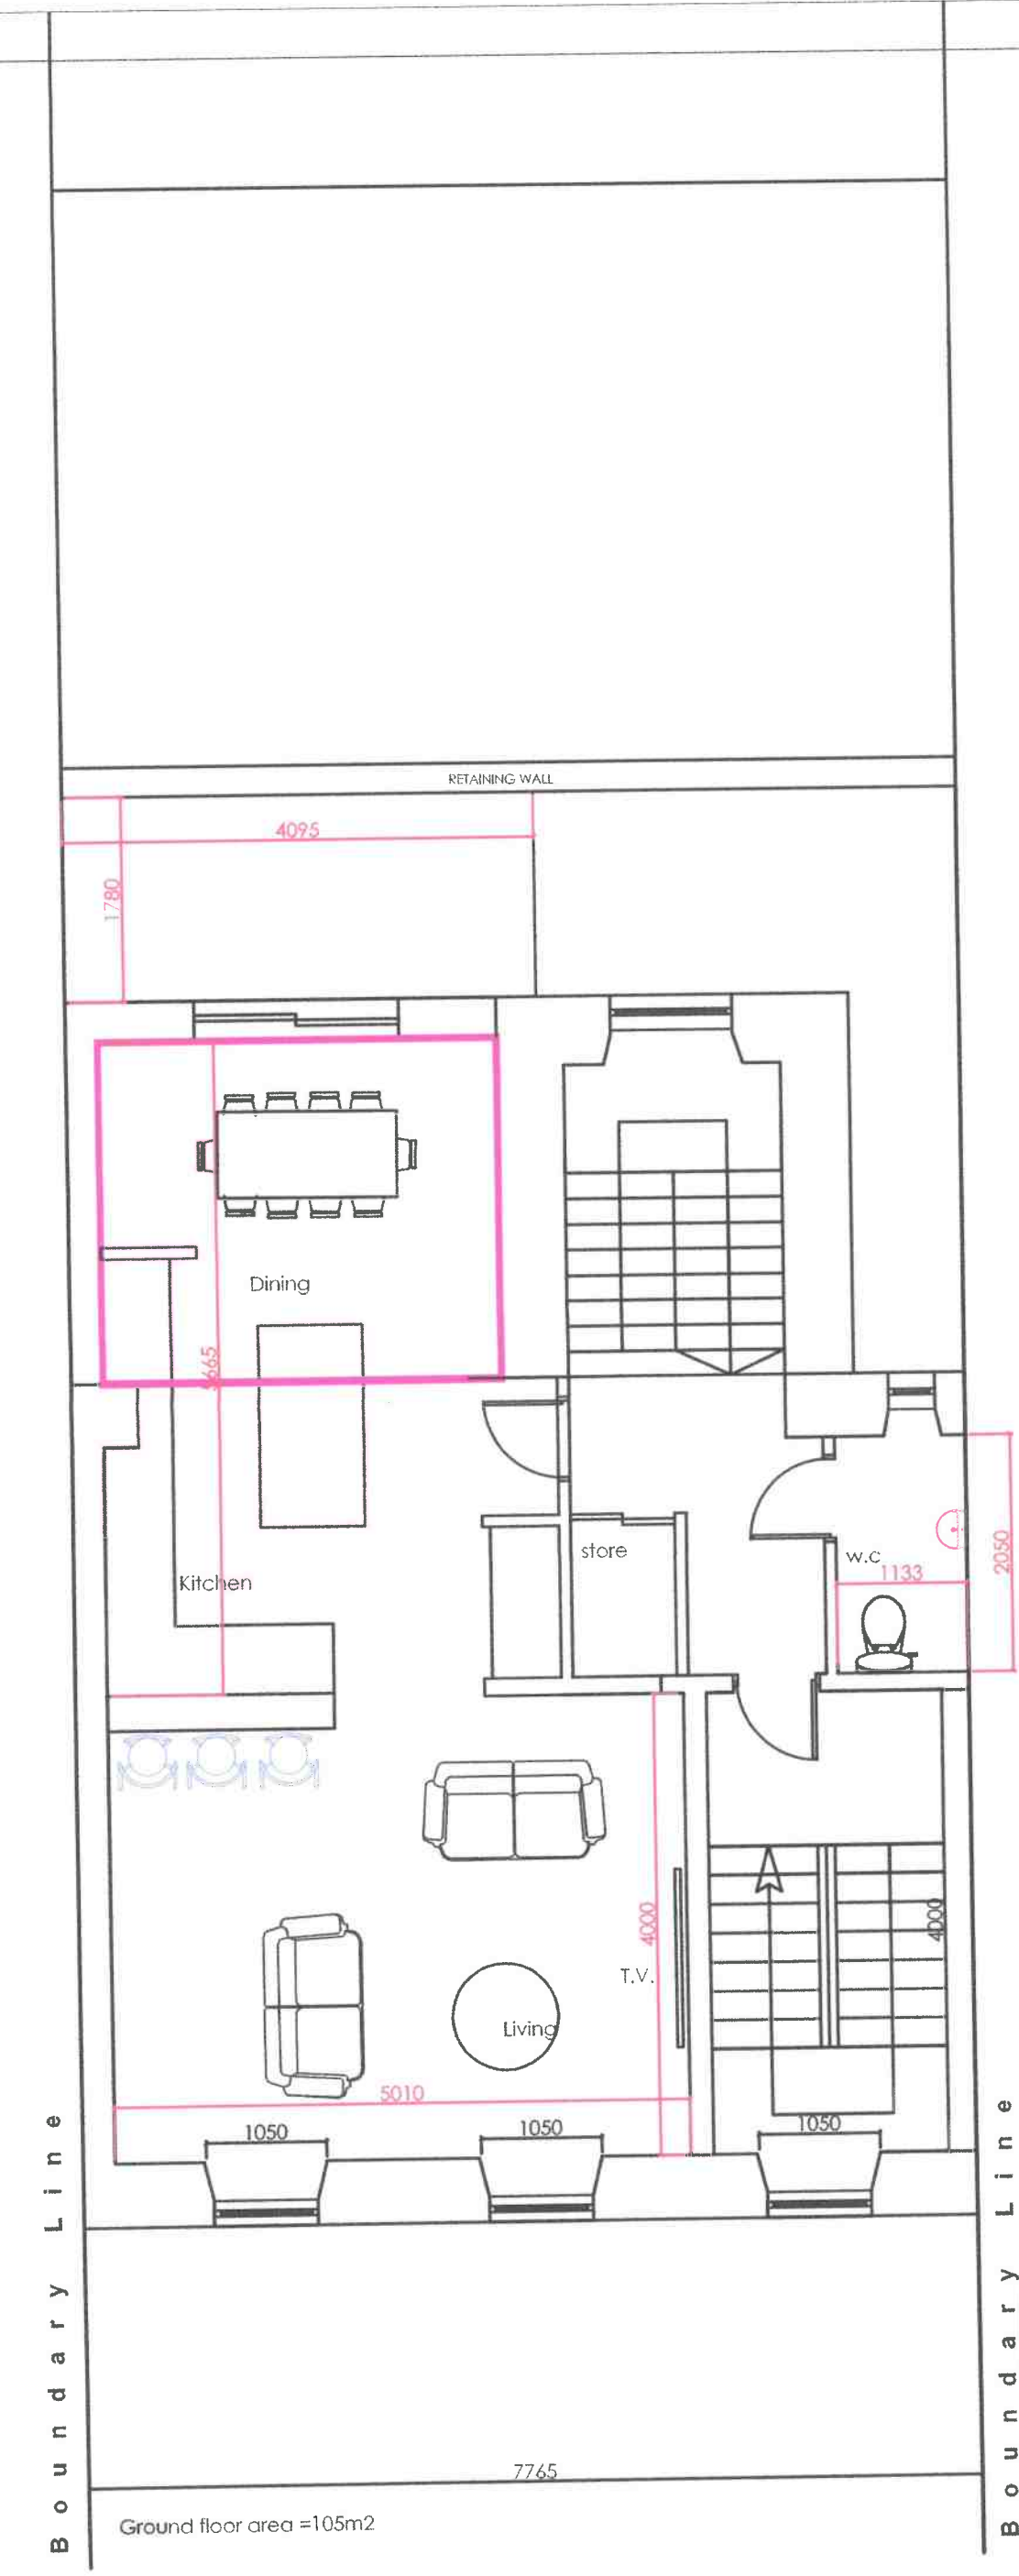 RETAINING WALL
4095
1780
Dining
5665
store
w.c
1133
2050
Kitchen
4000
4000
T.V.
Living
5010
1050
1050
1050
Boundary Line
Boundary Line
7765
Ground floor area =105m2